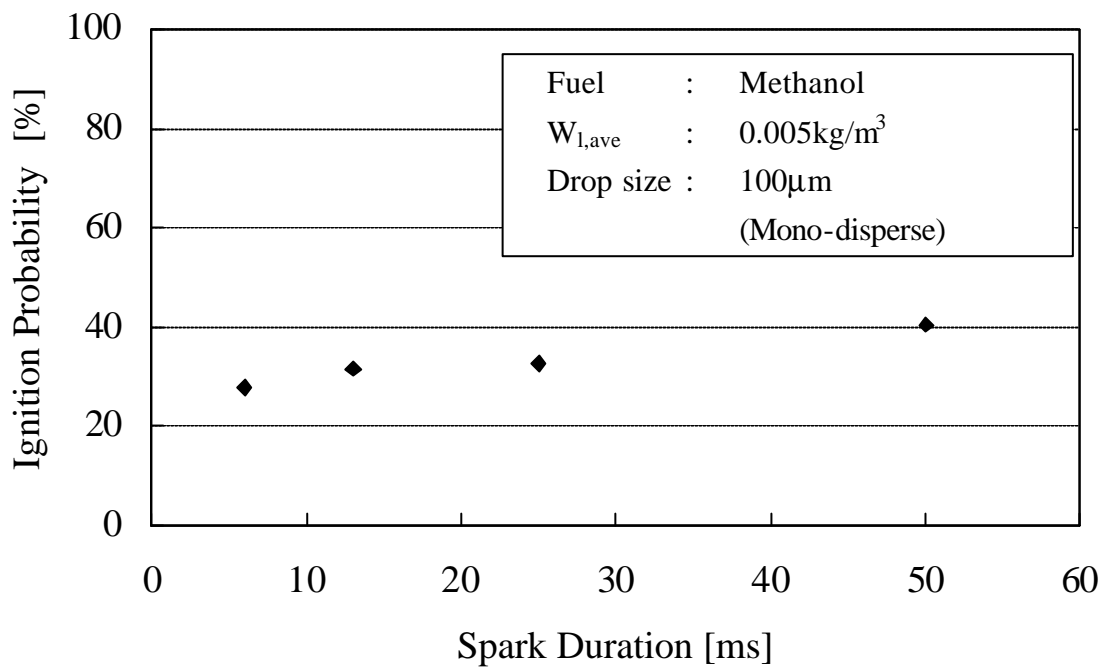 Ignition Probability [%]
100
80
60
40
20
0
Fuel : Methanol
Wl,ave : 0.005kg/m³
Drop size : 100μm
(Mono-disperse)
0 10 20 30 40 50 60
Spark Duration [ms]